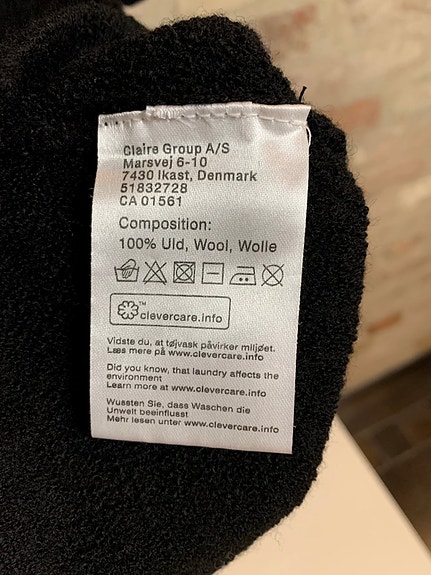 Claire Group A/S
Marsvej 6-10
7430 Ikast, Denmark
51832728
CA 01561
Composition:
100% Uld, Wool, Wolle
™
clevercare.info
Vidste du, at tøjvask påvirker miljøet.
Læs mere på www.clevercare.info
Did you know, that laundry affects the
environment
Learn more at www.clevercare.info
Wussten Sie, dass Waschen die
Umwelt beeinflusst
Mehr lesen unter www.clevercare.info